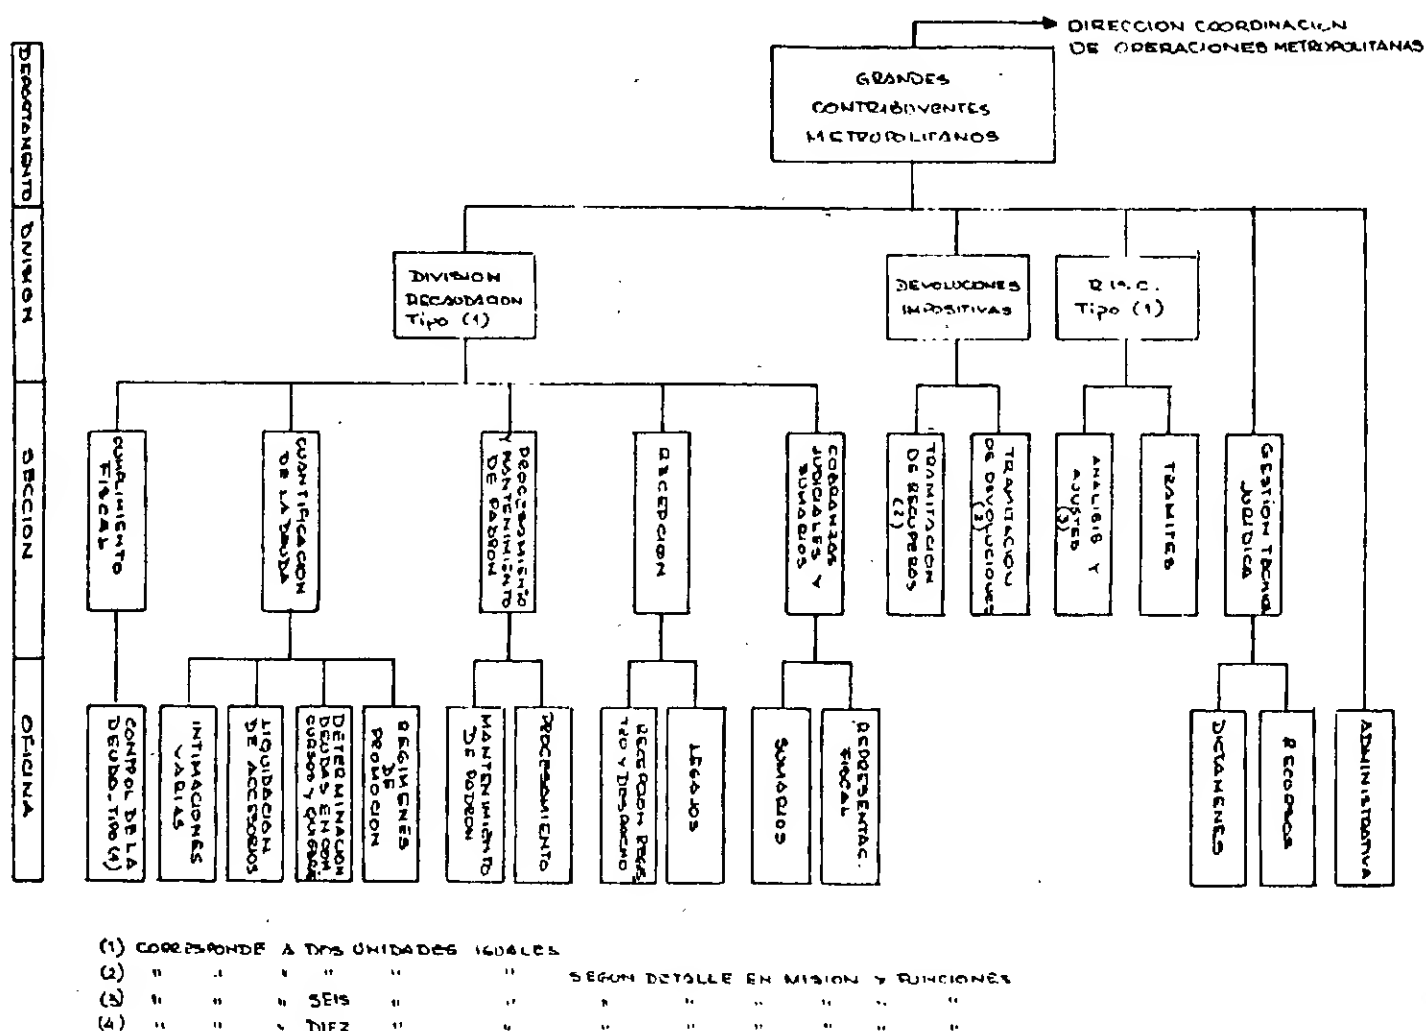 DIRECCION COORDINACION
DE OPERACIONES METROPOLITANAS
GRANDES
CONTRIBUYENTES
METROPOLITANOS
DEPARTAMENTO
DIVISION
SECCION
OFICINA
DIVISION
RECAUDACION
Tipo (1)
DEVOLUCIONES
IMPOSITIVAS
Tipo (1)
CUMPLIMIENTO
FISCAL
CUANTIFICACION
DE LA DEUDA
PROCESAMIENTO
Y MANTENIMIENTO
DE PADRON
RECEPCION
COBRANZAS
JUDICIALES Y
SUMARIOS
TRAMITACION
DE RECUPEROS
(2)
TRAMITACION
DE DEVOLUCIONES
ANALISIS Y
AJUSTES
(3)
TRAMITES
GESTION TECNICO
JURIDICA
CONTROL DE LA
DEUDA-TIPO (4)
INTIMACIONES
VARIAS
LIQUIDACION
DE ACCESORIOS
DETERMINACION
DEUDAS EN CON
CURSOS Y QUIEBRAS
REGIMENES
DE
PROMOCION
MANTENIMIENTO
DE PADRON
PROCESAMIENTO
RECEPCION REGIS
TRO Y DESPACHO
LEGAJOS
SUMARIOS
REPRESENTAC.
FISCAL
DICTAMENES
RECURSOS
ADMINISTRATIVA
(1) CORRESPONDE A DOS UNIDADES IGUALES
(2) " " " " " " SEGUN DETALLE EN MISION Y FUNCIONES
(3) " " " SEIS " " " " " " " "
(4) " " " DIEZ " " " " " " " "